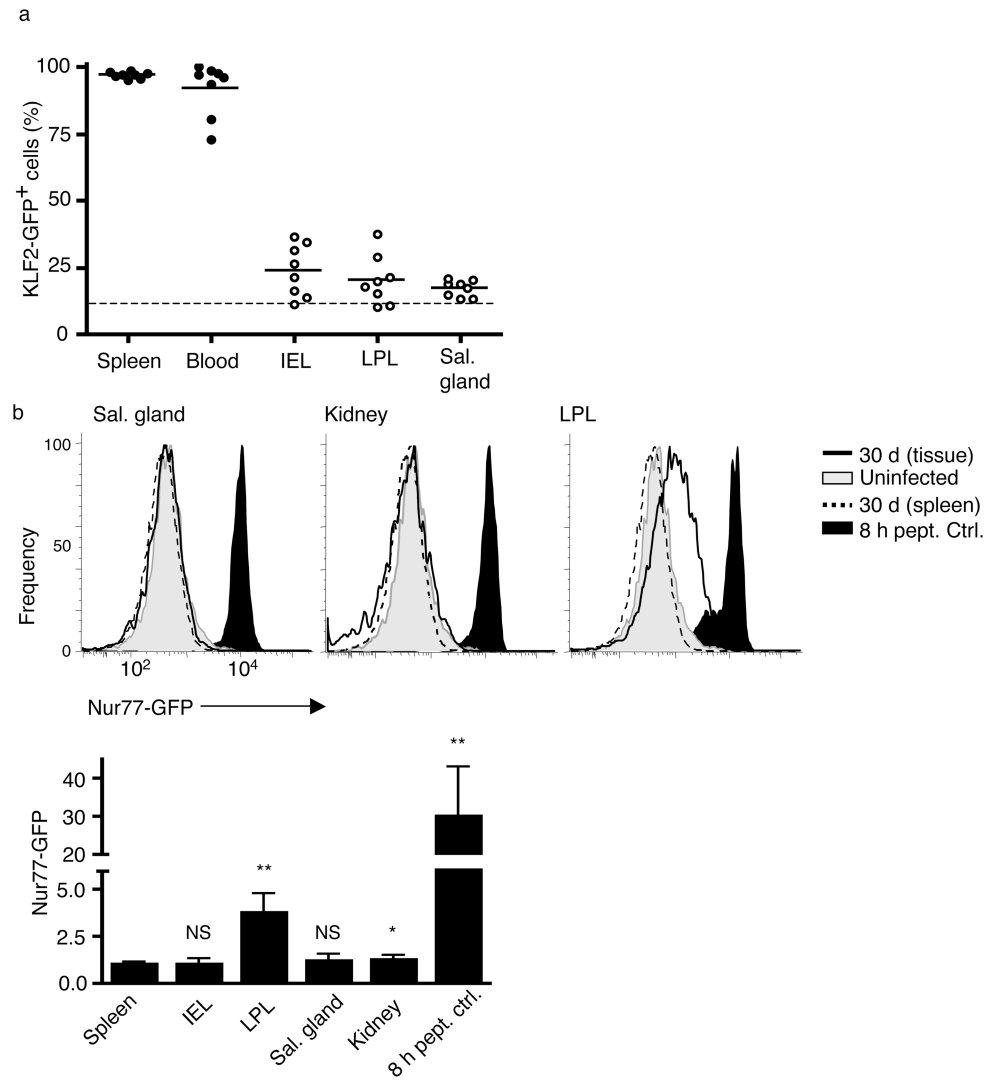 a
KLF2-GFP+ cells (%)
100
75
50
25
0
Spleen
Blood
IEL
LPL
Sal.
gland
b
Sal. gland
Kidney
LPL
Frequency
100
50
0
10²
10⁴
Nur77-GFP
30 d (tissue)
Uninfected
30 d (spleen)
8 h pept. Ctrl.
Nur77-GFP
40
30
20
5.0
2.5
0.0
NS
**
NS
*
**
Spleen
IEL
LPL
Sal. gland
Kidney
8 h pept. ctrl.